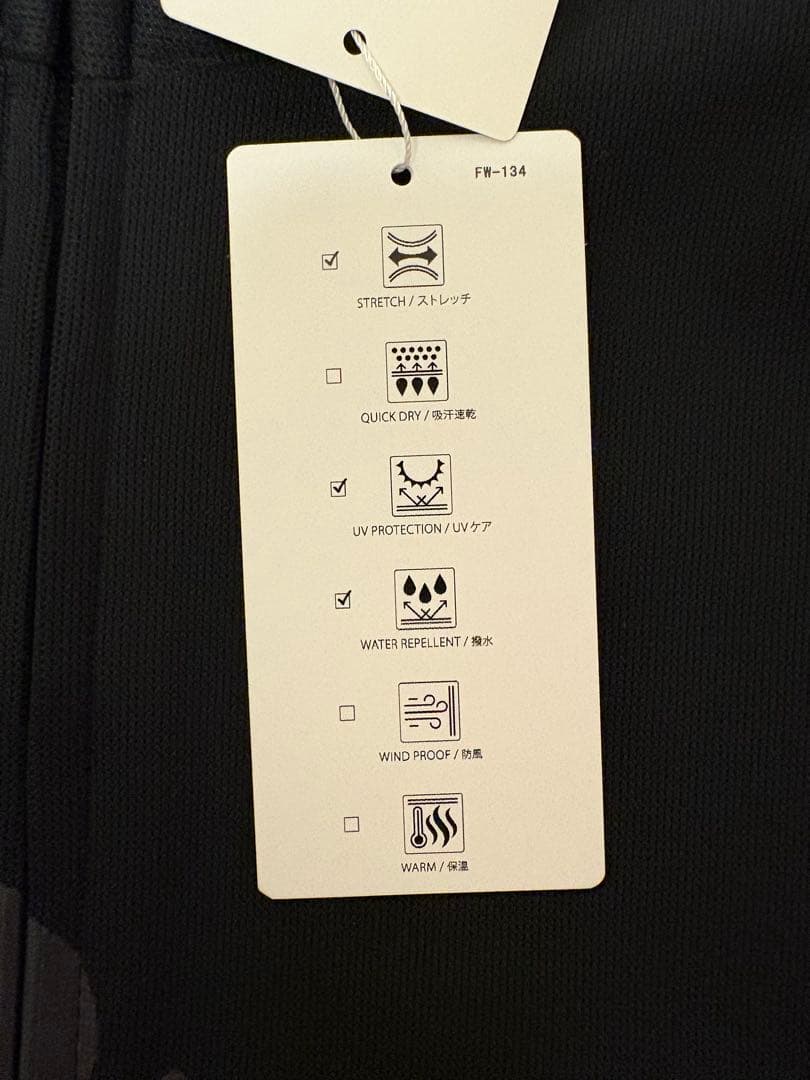 FW-134
STRETCH / ストレッチ
QUICK DRY / 吸汗速乾
UV PROTECTION / UVケア
WATER REPELLENT / 撥水
WIND PROOF / 防風
WARM / 保温